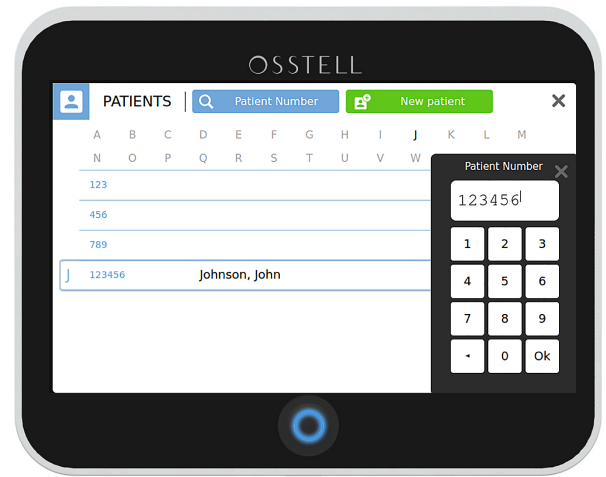 OSSTELL
PATIENTS Patient Number New patient
A B C D E F G H I J K L M
N O P Q R S T U V W
Patient Number
123456
123
456
789
J 123456 Johnson, John
1 2 3
4 5 6
7 8 9
0 Ok